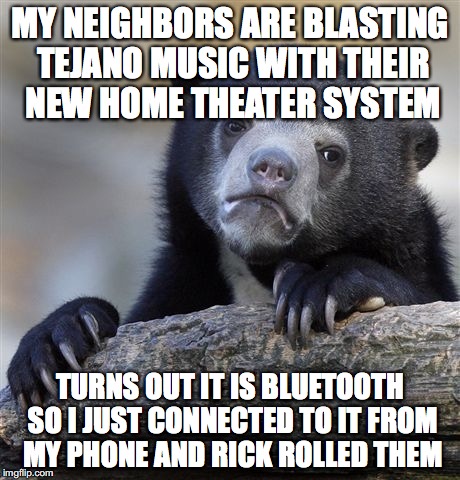 MY NEIGHBORS ARE BLASTING
TEJANO MUSIC WITH THEIR
NEW HOME THEATER SYSTEM
TURNS OUT IT IS BLUETOOTH
SO I JUST CONNECTED TO IT FROM
MY PHONE AND RICK ROLLED THEM
imgflip.com